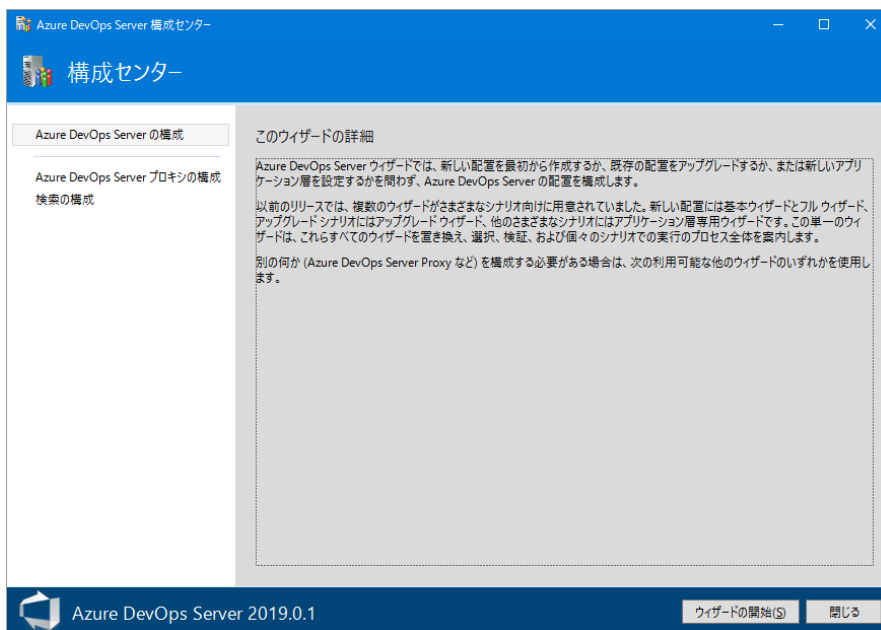 Azure DevOps Server 構成センター
構成センター
Azure DevOps Server の構成
Azure DevOps Server プロキシの構成
検索の構成
このウィザードの詳細
Azure DevOps Server ウィザードでは、新しい配置を最初から作成するか、既存の配置をアップグレードするか、または新しいアプリ
ケーション層を設定するかを問わず、Azure DevOps Server の配置を構成します。
以前のリリースでは、複数のウィザードがさまざまなシナリオ向けに用意されていました。新しい配置には基本ウィザードとフル ウィザード、
アップグレード シナリオにはアップグレード ウィザード、他のさまざまなシナリオにはアプリケーション層専用ウィザードです。この単一のウィ
ザードは、これらすべてのウィザードを置き換え、選択、検証、および個々のシナリオでの実行のプロセス全体を案内します。
別の何か (Azure DevOps Server Proxy など) を構成する必要がある場合は、次の利用可能な他のウィザードのいずれかを使用し
ます。
Azure DevOps Server 2019.0.1
ウィザードの開始(S)
閉じる